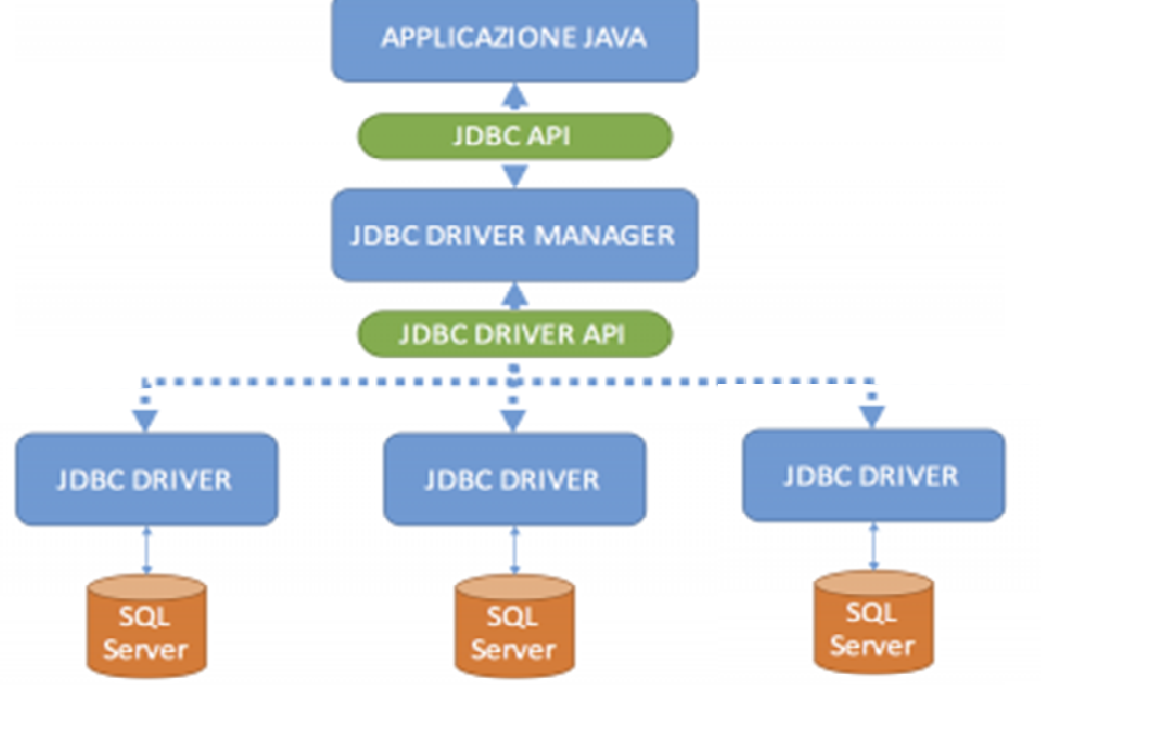 APPLICAZIONE JAVA
JDBC API
JDBC DRIVER MANAGER
JDBC DRIVER API
JDBC DRIVER
JDBC DRIVER
JDBC DRIVER
SQL
Server
SQL
Server
SQL
Server